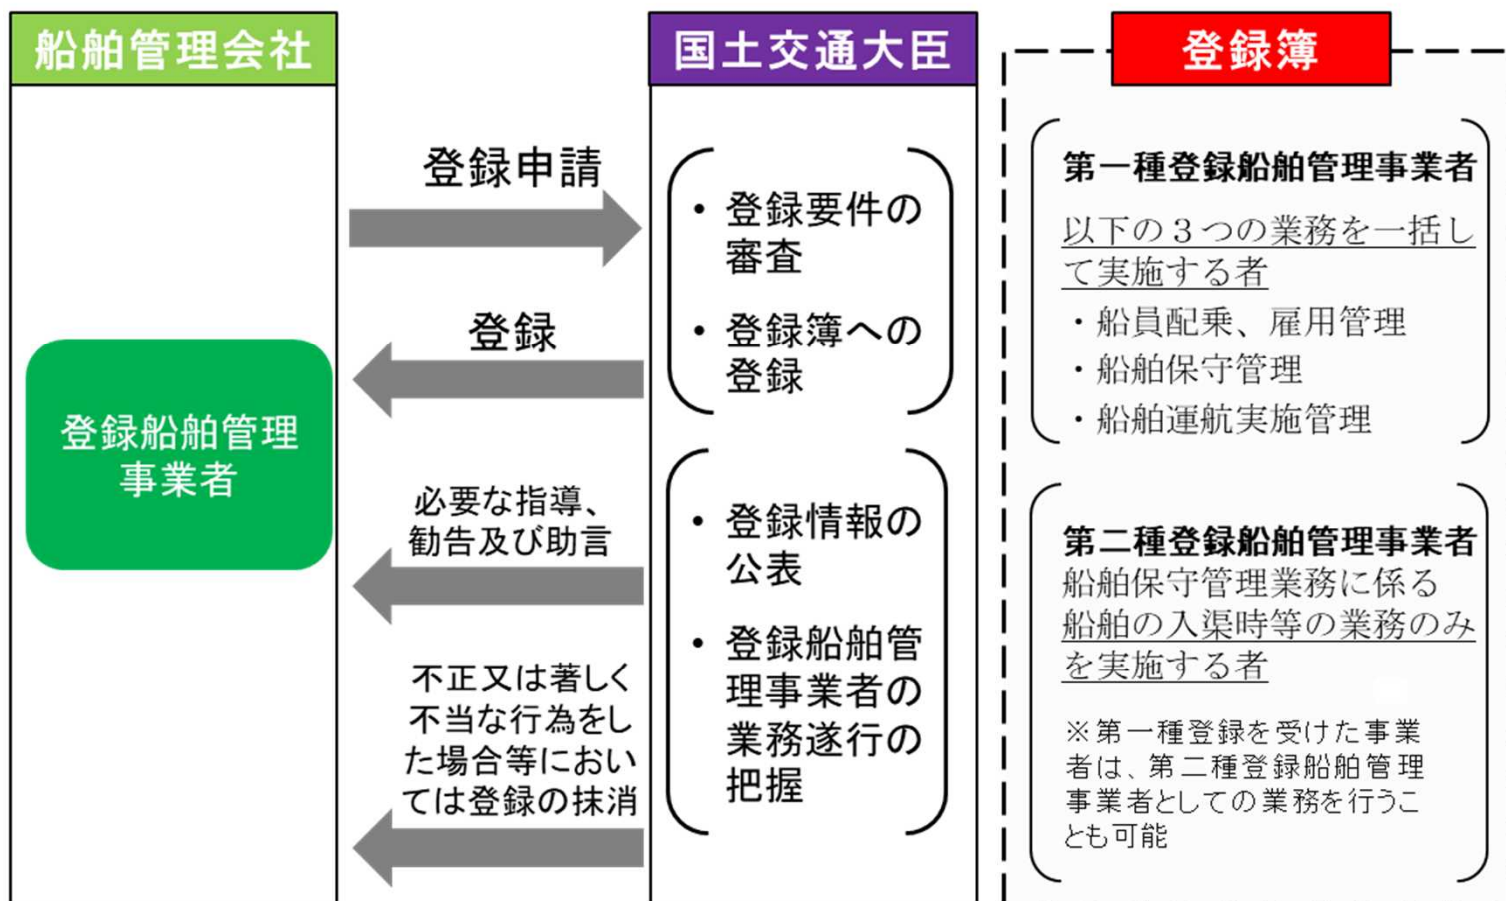 船舶管理会社
登録船舶管理
事業者
登録申請
登録
必要な指導、
勧告及び助言
不正又は著しく
不当な行為をし
た場合等におい
ては登録の抹消
国土交通大臣
・登録要件の
審査
・登録簿への
登録
・登録情報の
公表
・登録船舶管
理事業者の
業務遂行の
把握
登録簿
第一種登録船舶管理事業者
以下の３つの業務を一括し
て実施する者
・船員配乗、雇用管理
・船舶保守管理
・船舶運航実施管理
第二種登録船舶管理事業者
船舶保守管理業務に係る
船舶の入渠時等の業務のみ
を実施する者
※第一種登録を受けた事業
者は、第二種登録船舶管理
事業者としての業務を行うこ
とも可能